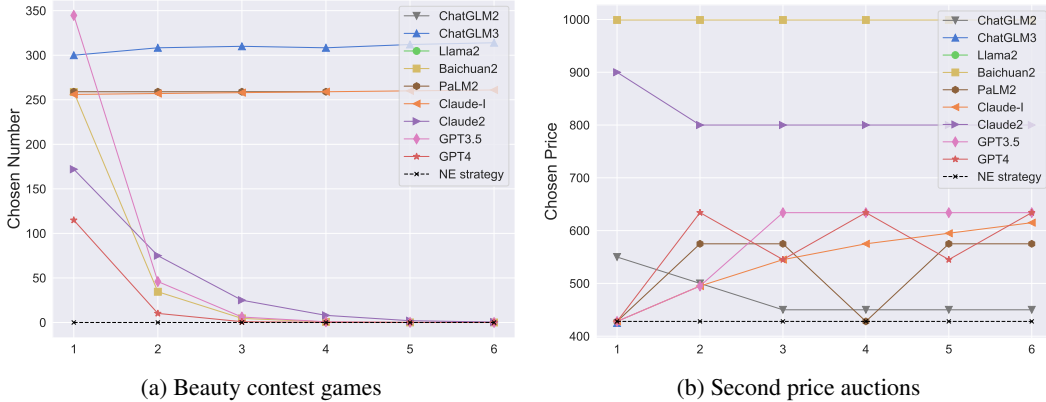 350
300
250
200
150
100
50
0
Chosen Number
1 2 3 4 5 6
ChatGLM2
ChatGLM3
Llama2
Baichuan2
PaLM2
Claude-I
Claude2
GPT3.5
GPT4
NE strategy
(a) Beauty contest games
1000
900
800
700
600
500
400
Chosen Price
1 2 3 4 5 6
ChatGLM2
ChatGLM3
Llama2
Baichuan2
PaLM2
Claude-I
Claude2
GPT3.5
GPT4
NE strategy
(b) Second price auctions